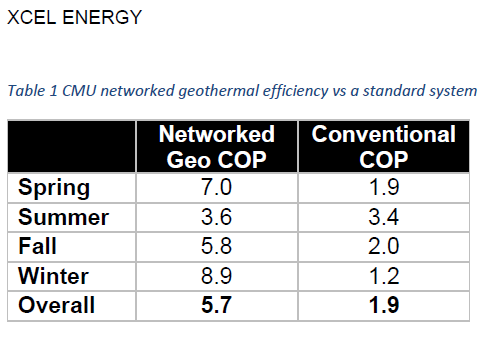 XCEL ENERGY
Table 1 CMU networked geothermal efficiency vs a standard system
Networked Geo COP Conventional COP
Spring 7.0 1.9
Summer 3.6 3.4
Fall 5.8 2.0
Winter 8.9 1.2
Overall 5.7 1.9